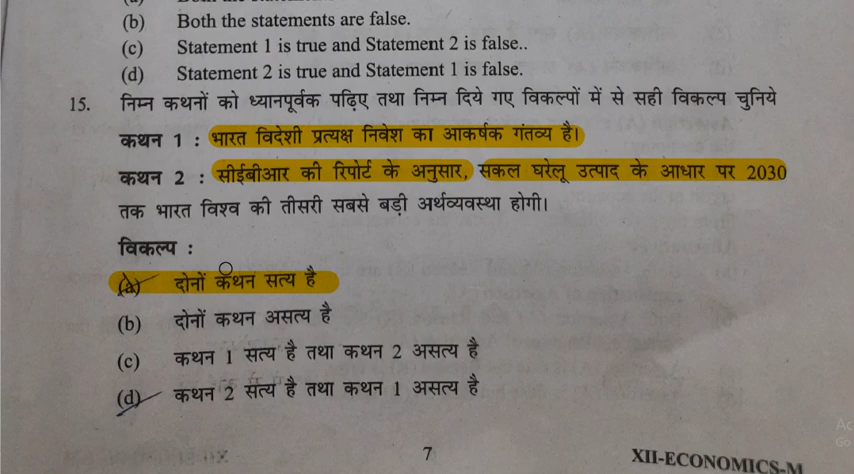 (b) Both the statements are false.
(c) Statement 1 is true and Statement 2 is false..
(d) Statement 2 is true and Statement 1 is false.
15. निम्न कथनों को ध्यानपूर्वक पढ़िए तथा निम्न दिये गए विकल्पों में से सही विकल्प चुनिये
कथन 1 : भारत विदेशी प्रत्यक्ष निवेश का आकर्षक गंतव्य है।
कथन 2 : सीईबीआर की रिपोर्ट के अनुसार, सकल घरेलू उत्पाद के आधार पर 2030
तक भारत विश्व की तीसरी सबसे बड़ी अर्थव्यवस्था होगी।
विकल्प :
(a) दोनों कथन सत्य है
(b) दोनों कथन असत्य है
(c) कथन 1 सत्य है तथा कथन 2 असत्य है
(d) कथन 2 सत्य है तथा कथन 1 असत्य है
7 XII-ECONOMICS-M